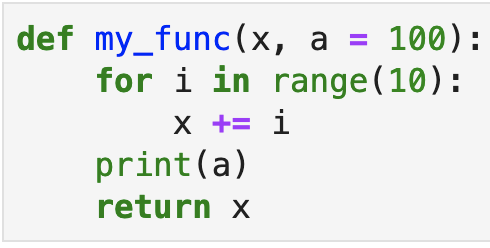 def my_func(x, a = 100):
    for i in range(10):
        x += i
    print(a)
    return x